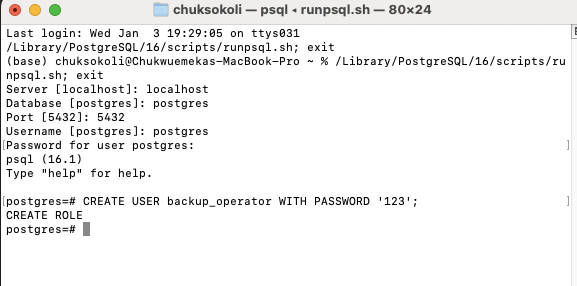 chuksokoli — psql ◂ runpsql.sh — 80×24
Last login: Wed Jan  3 19:29:05 on ttys031
/Library/PostgreSQL/16/scripts/runpsql.sh; exit
(base) chuksokoli@Chukwuemekas-MacBook-Pro ~ % /Library/PostgreSQL/16/scripts/ru
npsql.sh; exit
Server [localhost]: localhost
Database [postgres]: postgres
Port [5432]: 5432
Username [postgres]: postgres
[Password for user postgres: ]
psql (16.1)
Type "help" for help.
[postgres=# CREATE USER backup_operator WITH PASSWORD '123'; ]
CREATE ROLE
postgres=#